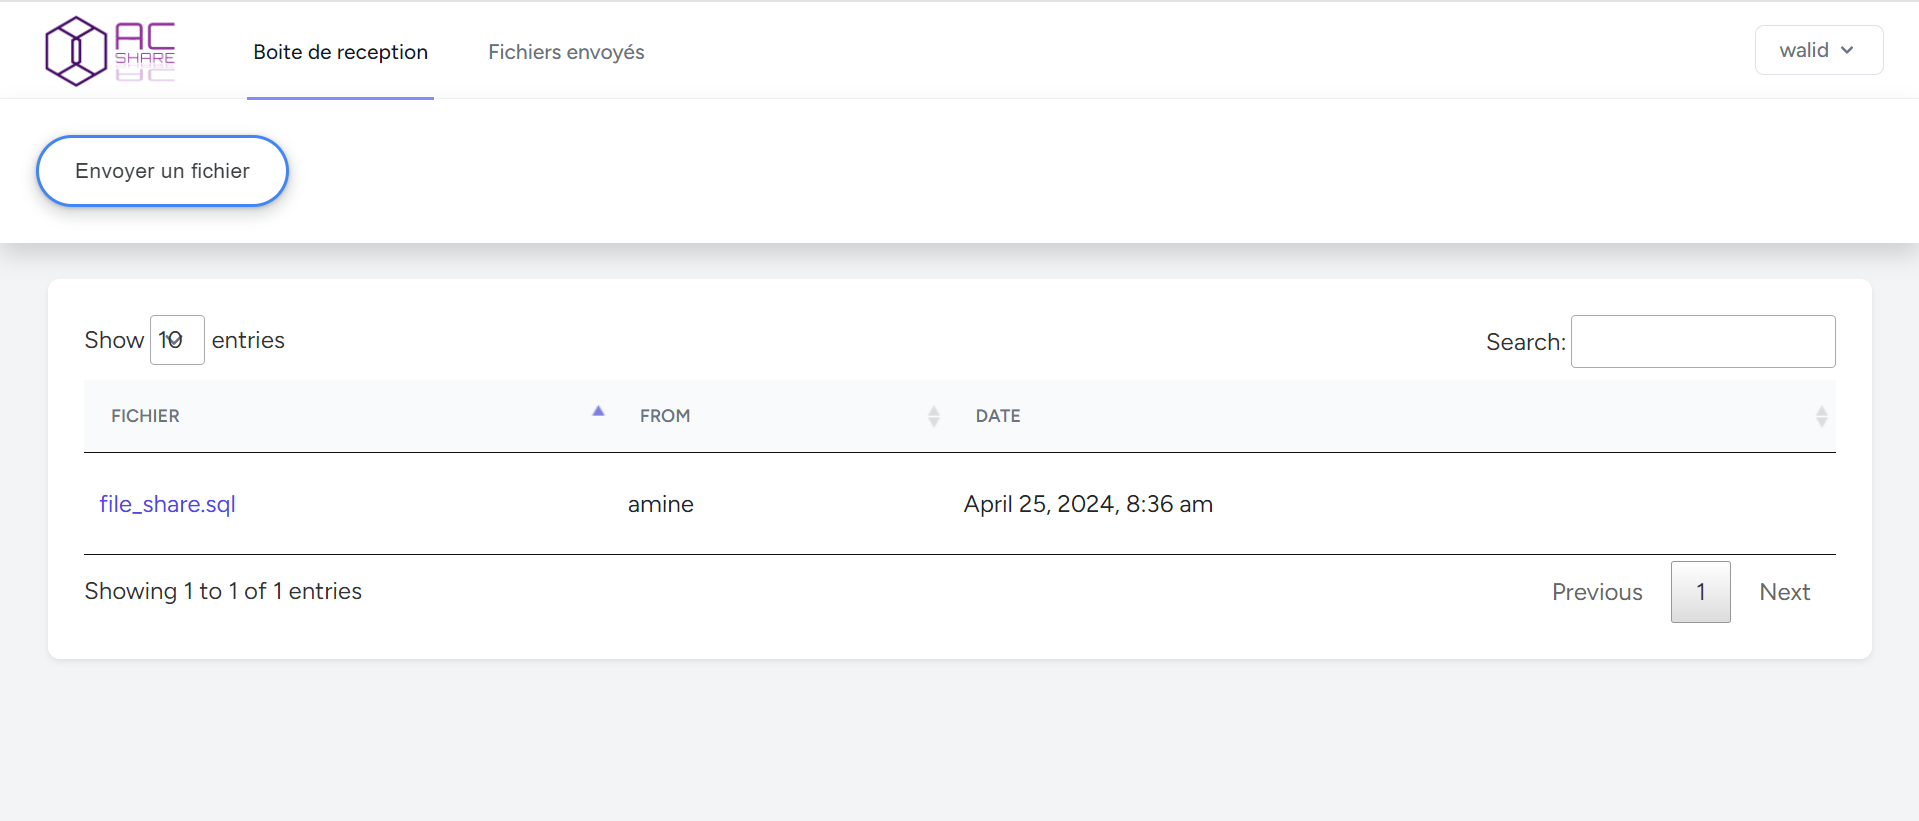 AC
SHARE
Boite de reception
Fichiers envoyés
walid
Envoyer un fichier
Show 10 entries
Search:
FICHIER FROM DATE
file_share.sql amine April 25, 2024, 8:36 am
Showing 1 to 1 of 1 entries
Previous 1 Next